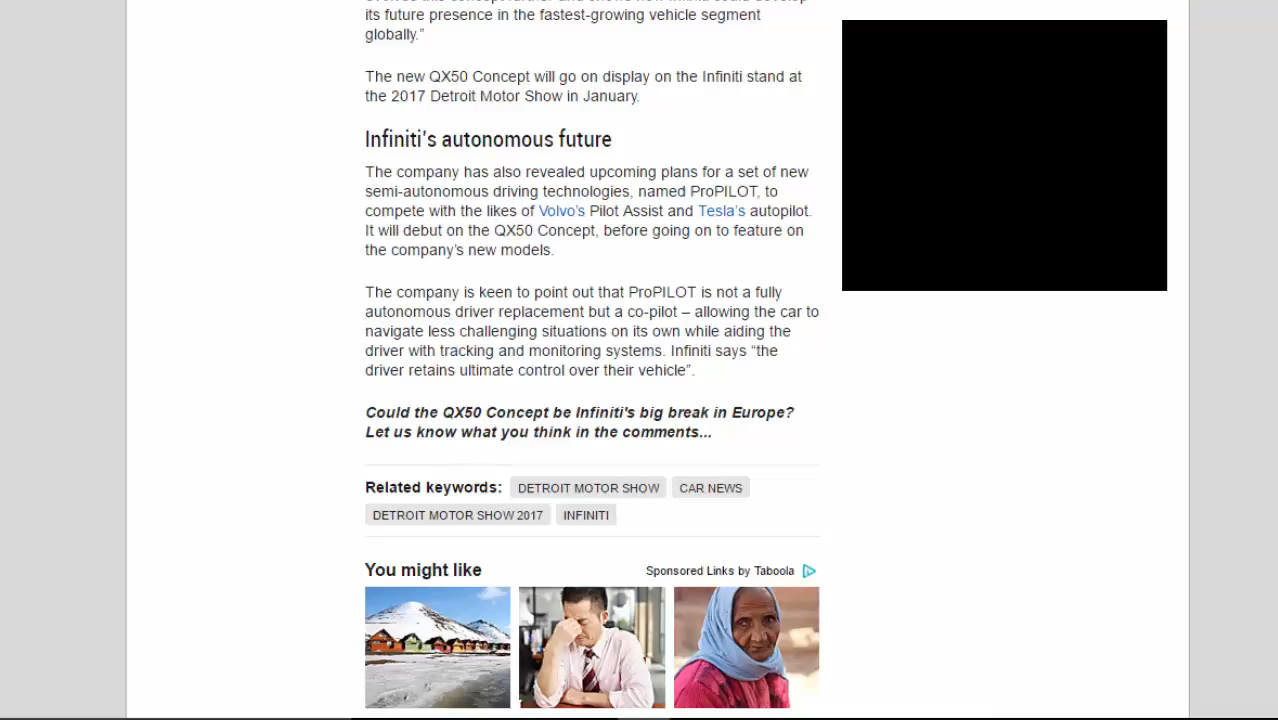 its future presence in the fastest-growing vehicle segment
globally.”
The new QX50 Concept will go on display on the Infiniti stand at
the 2017 Detroit Motor Show in January.
Infiniti's autonomous future
The company has also revealed upcoming plans for a set of new
semi-autonomous driving technologies, named ProPILOT, to
compete with the likes of Volvo’s Pilot Assist and Tesla’s autopilot.
It will debut on the QX50 Concept, before going on to feature on
the company’s new models.
The company is keen to point out that ProPILOT is not a fully
autonomous driver replacement but a co-pilot – allowing the car to
navigate less challenging situations on its own while aiding the
driver with tracking and monitoring systems. Infiniti says “the
driver retains ultimate control over their vehicle”.
Could the QX50 Concept be Infiniti's big break in Europe?
Let us know what you think in the comments...
Related keywords: DETROIT MOTOR SHOW CAR NEWS
DETROIT MOTOR SHOW 2017 INFINITI
You might like Sponsored Links by Taboola